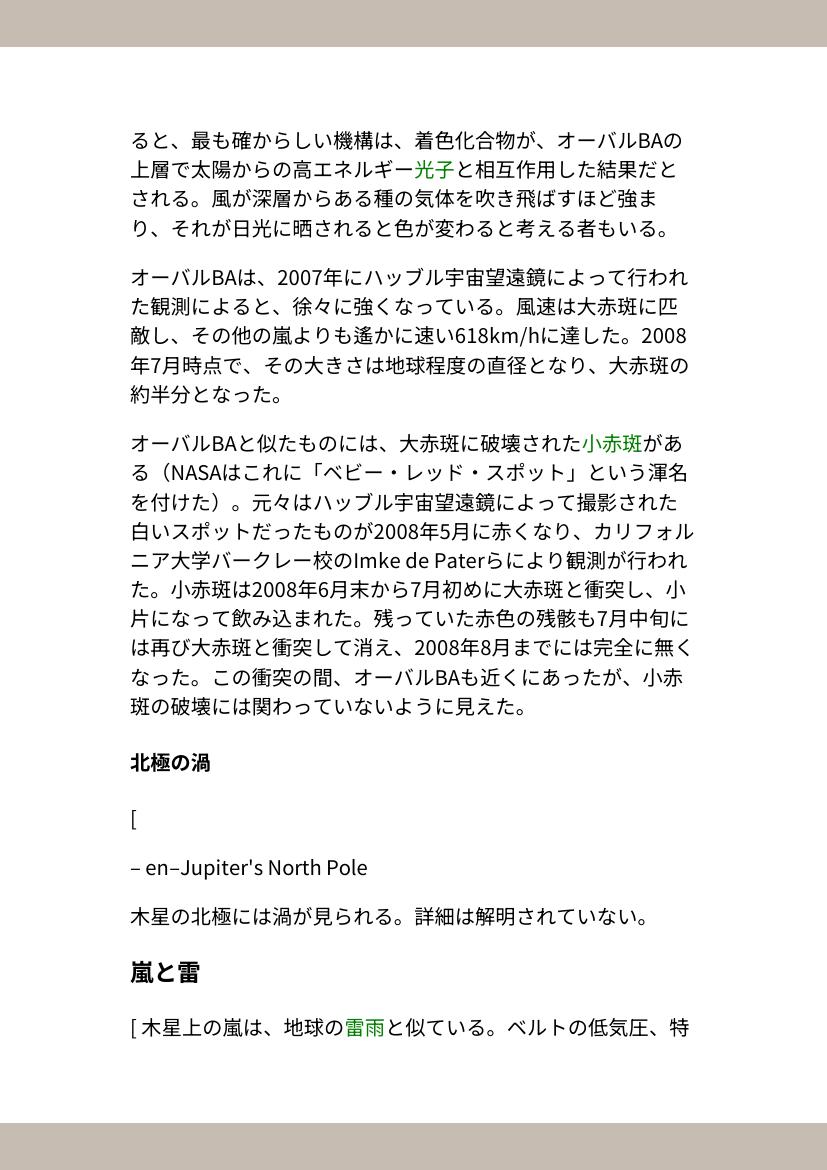 ると、最も確からしい機構は、着色化合物が、オーバルBAの
上層で太陽からの高エネルギー光子と相互作用した結果だと
される。風が深層からある種の気体を吹き飛ばすほど強ま
り、それが日光に晒されると色が変わると考える者もいる。
オーバルBAは、2007年にハッブル宇宙望遠鏡によって行われ
た観測によると、徐々に強くなっている。風速は大赤斑に匹
敵し、その他の嵐よりも遙かに速い618km/hに達した。2008
年7月時点で、その大きさは地球程度の直径となり、大赤斑の
約半分となった。
オーバルBAと似たものには、大赤斑に破壊された小赤斑があ
る（NASAはこれに「ベビー・レッド・スポット」という渾名
を付けた）。元々はハッブル宇宙望遠鏡によって撮影された
白いスポットだったものが2008年5月に赤くなり、カリフォル
ニア大学バークレー校のImke de Paterらにより観測が行われ
た。小赤斑は2008年6月末から7月初めに大赤斑と衝突し、小
片になって飲み込まれた。残っていた赤色の残骸も7月中旬に
は再び大赤斑と衝突して消え、2008年8月までには完全に無く
なった。この衝突の間、オーバルBAも近くにあったが、小赤
斑の破壊には関わっていないように見えた。
北極の渦
[
– en–Jupiter's North Pole
木星の北極には渦が見られる。詳細は解明されていない。
嵐と雷
[ 木星上の嵐は、地球の雷雨と似ている。ベルトの低気圧、特